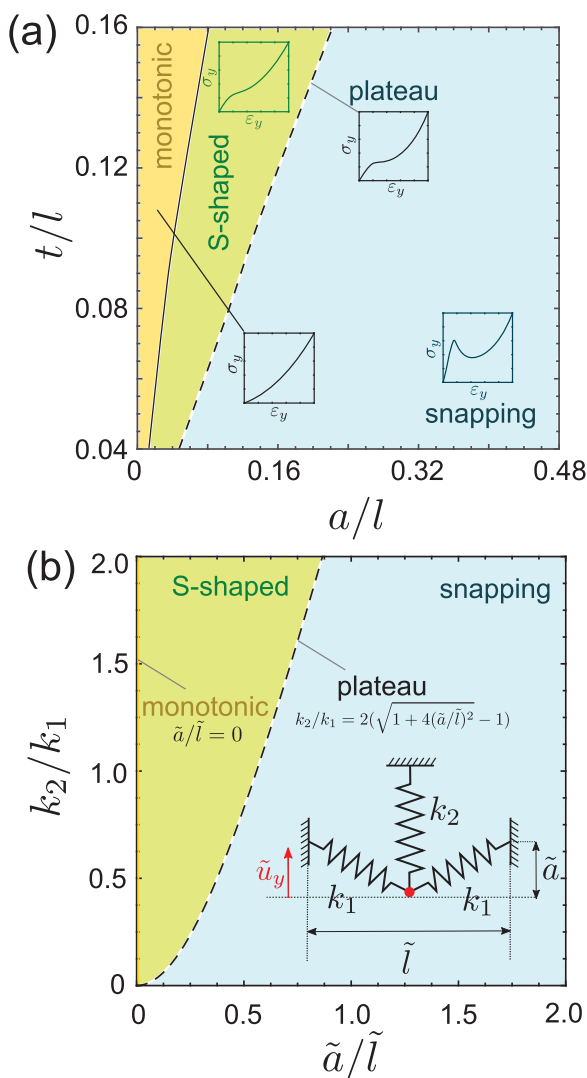 (a)
0.16
0.12
0.08
0.04
t/l
monotonic
S-shaped
plateau
snapping
σ_y
ε_y
σ_y
ε_y
σ_y
ε_y
σ_y
ε_y
0
0.16
0.32
0.48
a/l
(b)
2.0
1.5
1.0
0.5
0
k_2/k_1
S-shaped
snapping
monotonic
ã/l̃ = 0
plateau
k_2/k_1 = 2(√(1 + 4(ã/l̃)^2) − 1)
k_2
ũ_y
k_1
k_1
ã
l̃
0
0.5
1.0
1.5
2.0
ã/l̃